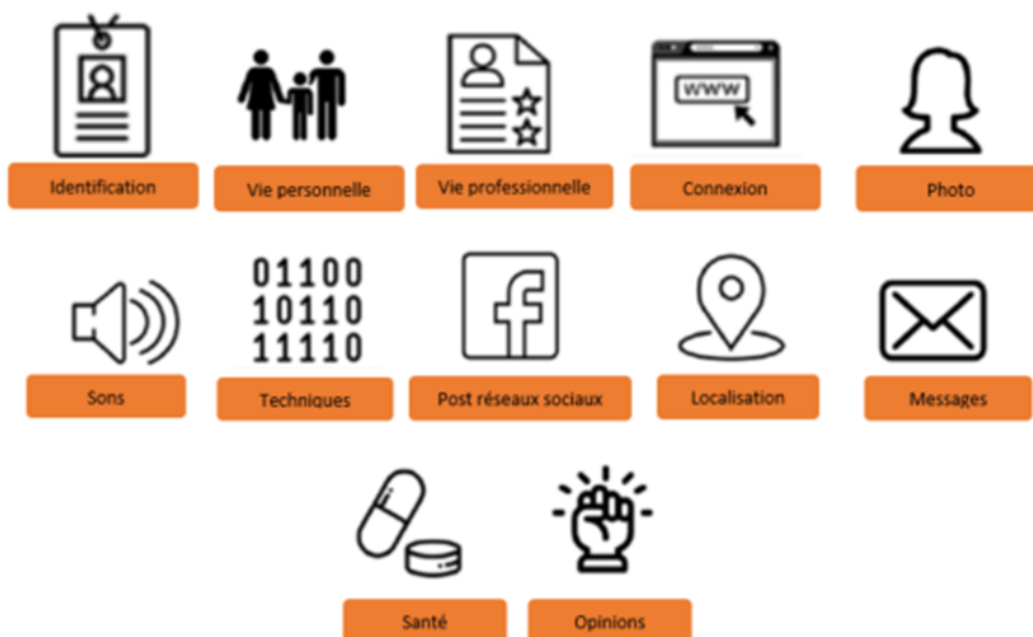 WWW
Identification
Vie personnelle
Vie professionnelle
Connexion
Photo
01100
10110
11110
Sons
Techniques
Post réseaux sociaux
Localisation
Messages
Santé
Opinions